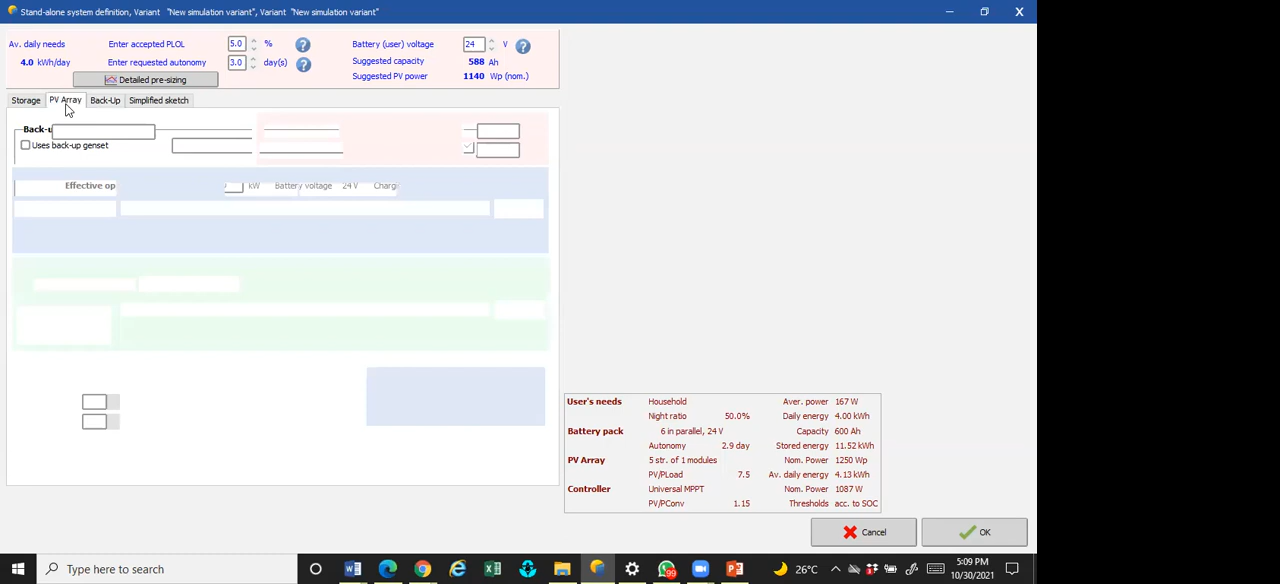 Stand-alone system definition, Variant "New simulation variant", Variant "New simulation variant"
Av. daily needs Enter accepted PLOL 5.0 % Battery (user) voltage 24 V
4.0 kWh/day Enter requested autonomy 3.0 day(s) Suggested capacity 588 Ah
Detailed pre-sizing Suggested PV power 1140 Wp (nom.)
Storage PV Array Back-Up Simplified sketch
Back-u
Uses back-up genset
Effective op kW Battery voltage 24 V Charg
User's needs Household Aver. power 167 W
Night ratio 50.0% Daily energy 4.00 kWh
Battery pack 6 in parallel, 24 V Capacity 600 Ah
Autonomy 2.9 day Stored energy 11.52 kWh
PV Array 5 str. of 1 modules Nom. Power 1250 Wp
PV/PLoad 7.5 Av. daily energy 4.13 kWh
Controller Universal MPPT Nom. Power 1087 W
PV/PConv 1.15 Thresholds acc. to SOC
Cancel OK
Type here to search 99 26°C 5:09 PM
10/30/2021